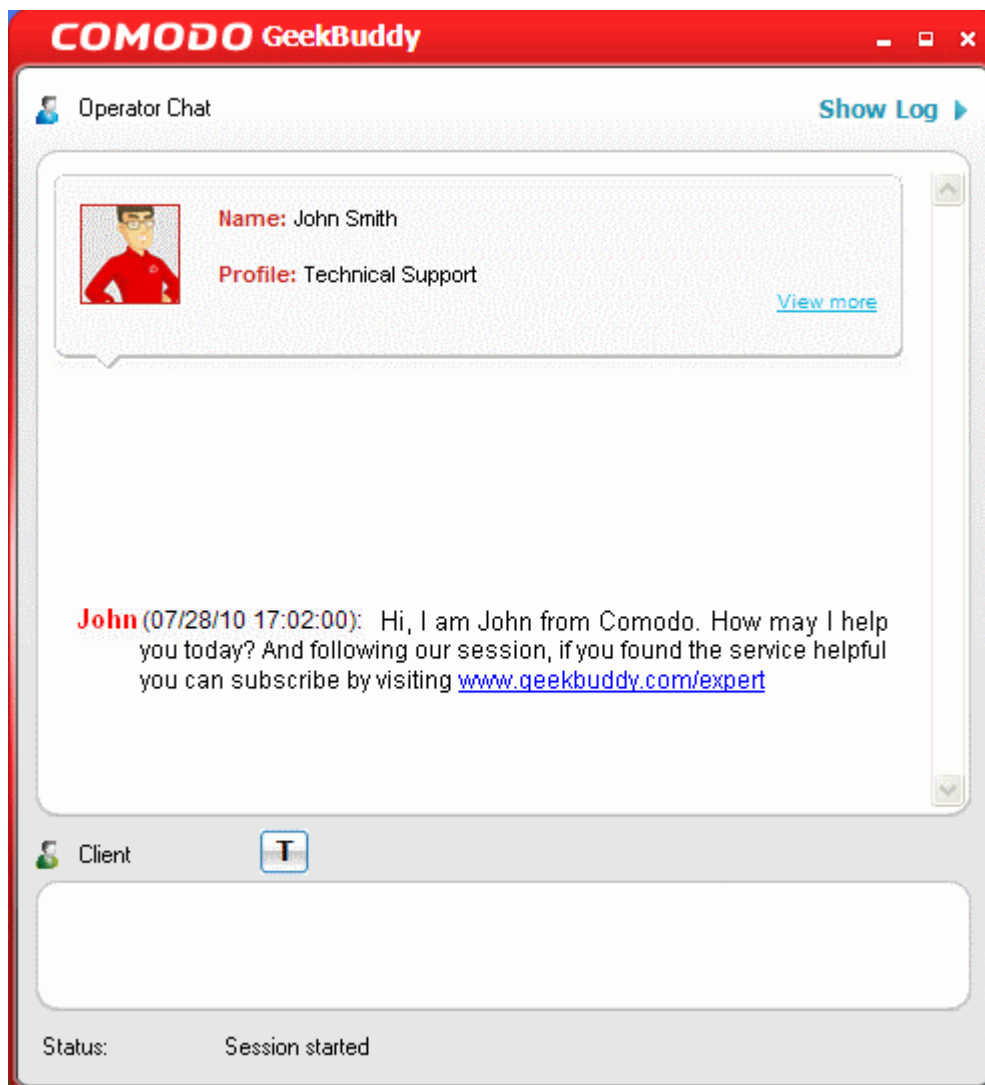 COMODO GeekBuddy
Operator Chat
Show Log
Name: John Smith
Profile: Technical Support
View more
John (07/28/10 17:02:00): Hi, I am John from Comodo. How may I help
you today? And following our session, if you found the service helpful
you can subscribe by visiting www.geekbuddy.com/expert
Client
T
Status:
Session started